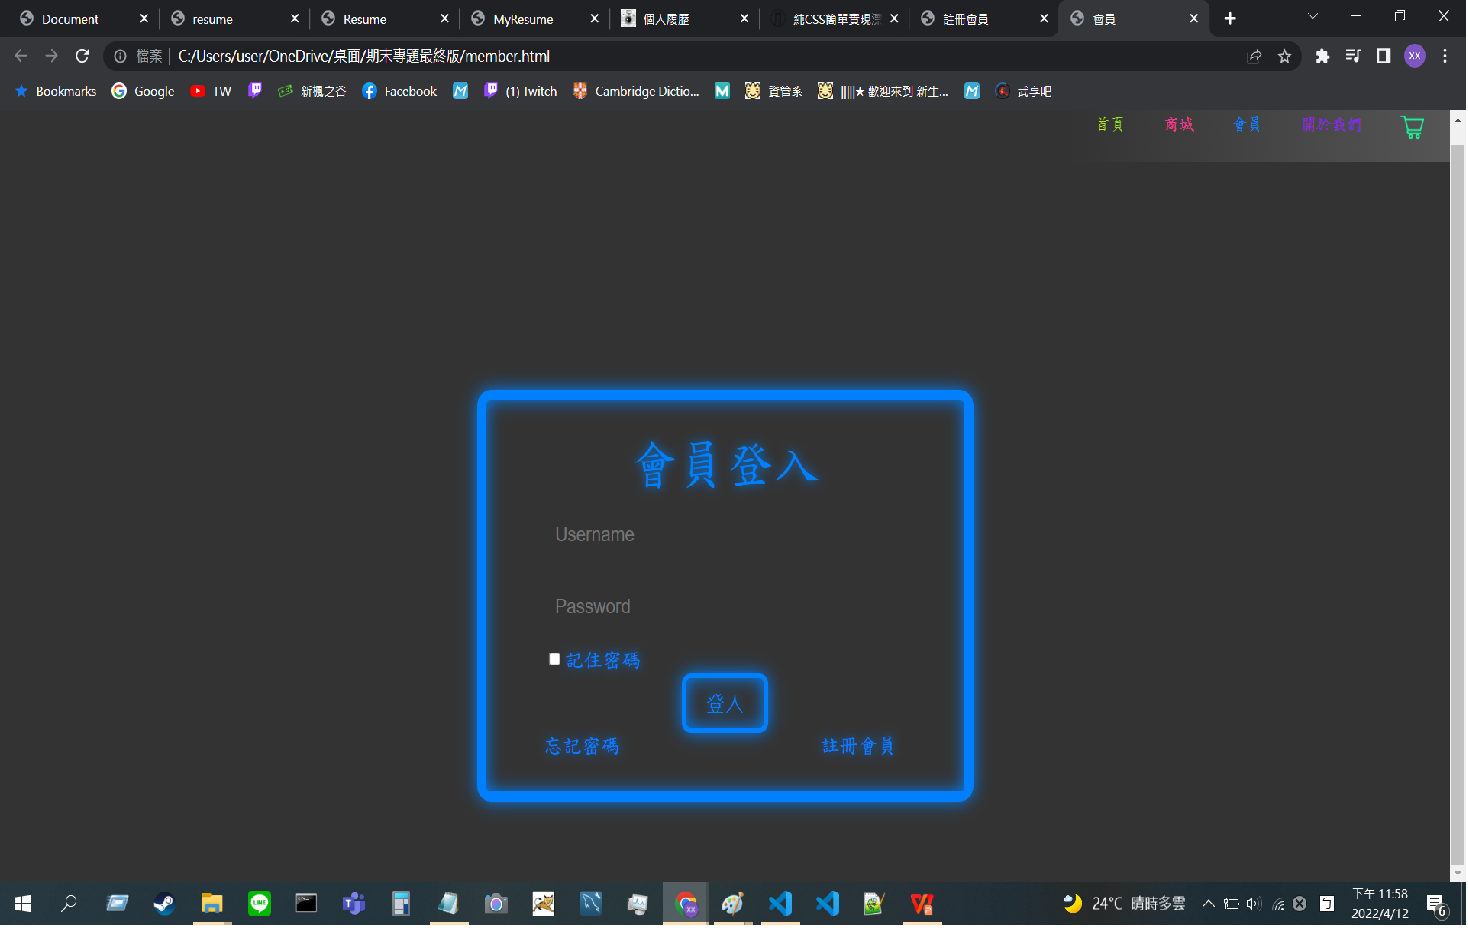 Document
resume
Resume
MyResume
個人履歷
純CSS簡單實現漂
註冊會員
會員
檔案 C:/Users/user/OneDrive/桌面/期末專題最終版/member.html
XX
Bookmarks Google TW 新楓之谷 Facebook (1) Twitch Cambridge Dictio... 資管系 ||||★ 歡迎來到 新生... 武享吧
首頁 商城 會員 關於我們
會員登入
Username
Password
記住密碼
登入
忘記密碼 註冊會員
24°C 晴時多雲
下午 11:58
2022/4/12
6